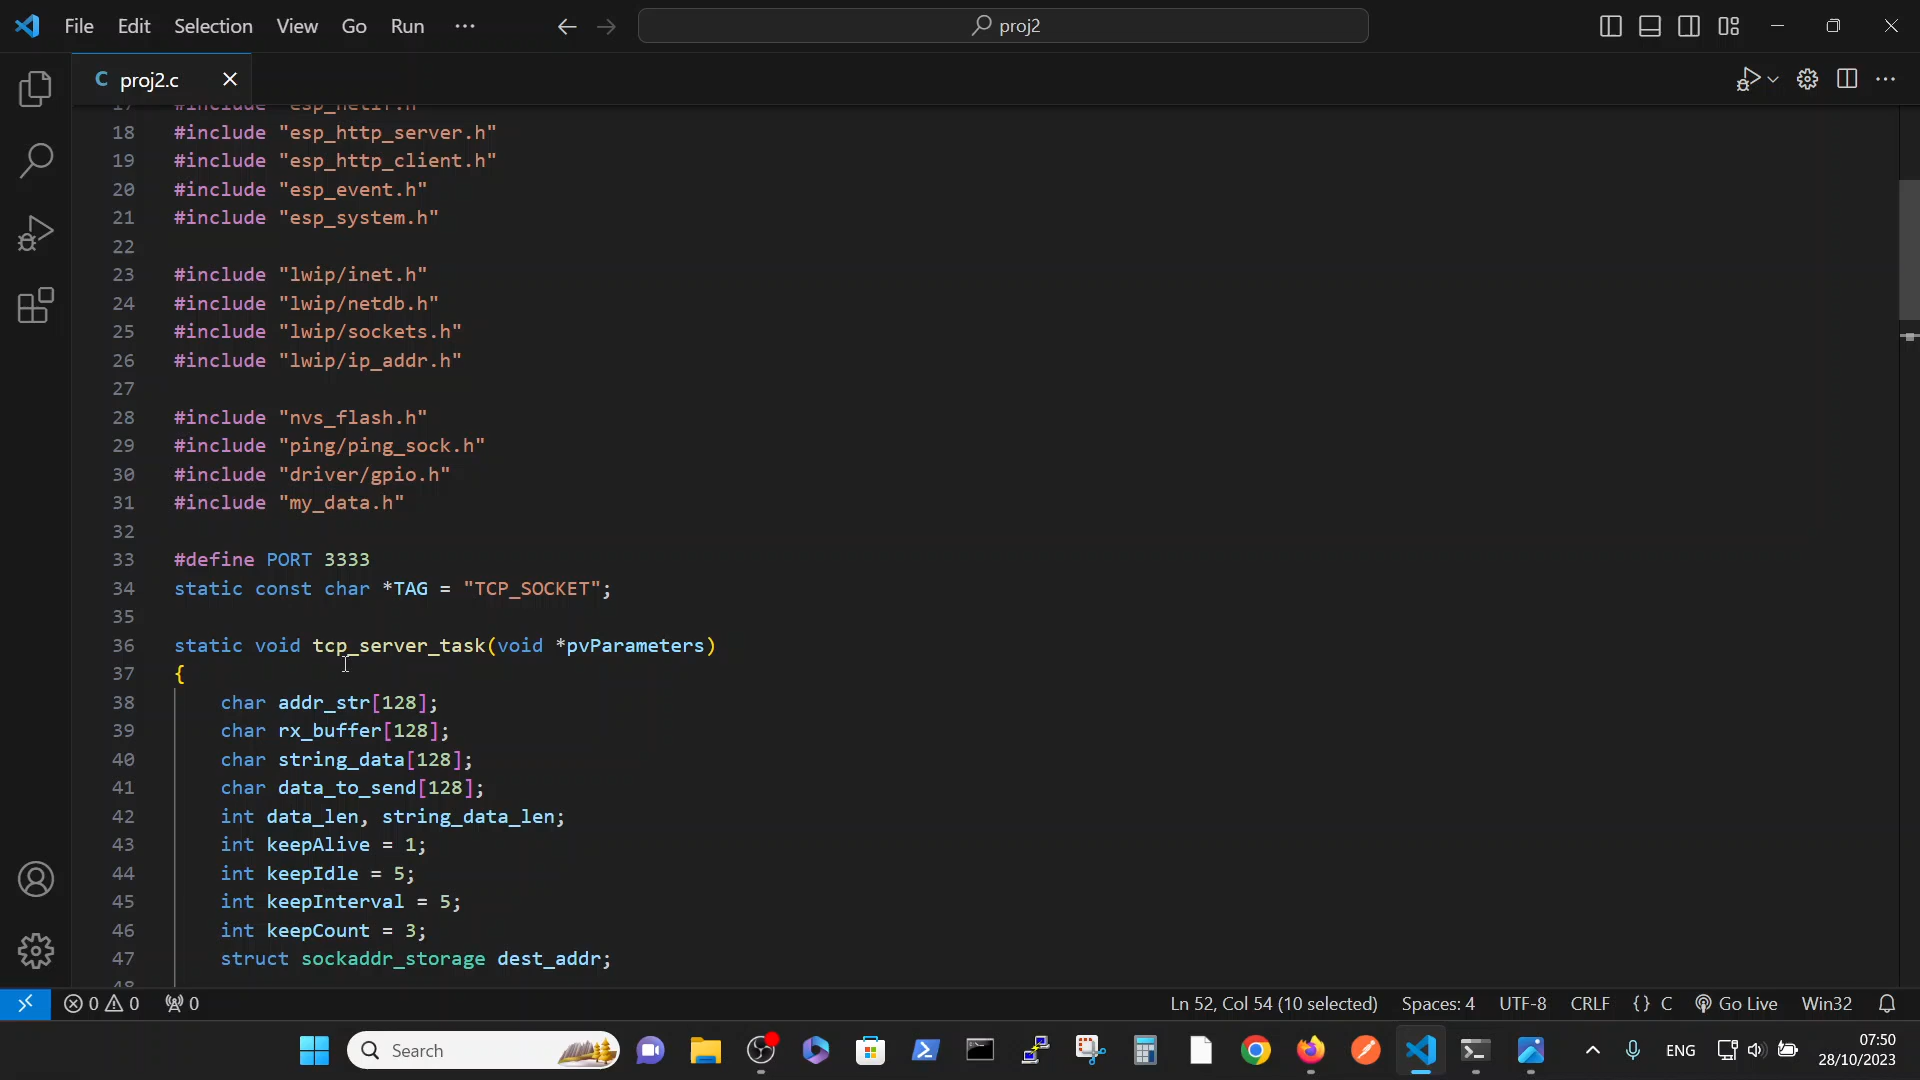 File Edit Selection View Go Run ··· proj2
C proj2.c
17 #include "esp_netif.h"
18 #include "esp_http_server.h"
19 #include "esp_http_client.h"
20 #include "esp_event.h"
21 #include "esp_system.h"
22
23 #include "lwip/inet.h"
24 #include "lwip/netdb.h"
25 #include "lwip/sockets.h"
26 #include "lwip/ip_addr.h"
27
28 #include "nvs_flash.h"
29 #include "ping/ping_sock.h"
30 #include "driver/gpio.h"
31 #include "my_data.h"
32
33 #define PORT 3333
34 static const char *TAG = "TCP_SOCKET";
35
36 static void tcp_server_task(void *pvParameters)
37 {
38 char addr_str[128];
39 char rx_buffer[128];
40 char string_data[128];
41 char data_to_send[128];
42 int data_len, string_data_len;
43 int keepAlive = 1;
44 int keepIdle = 5;
45 int keepInterval = 5;
46 int keepCount = 3;
47 struct sockaddr_storage dest_addr;
48
0 0 0 Ln 52, Col 54 (10 selected) Spaces: 4 UTF-8 CRLF {} C Go Live Win32
Search ENG 07:50
28/10/2023